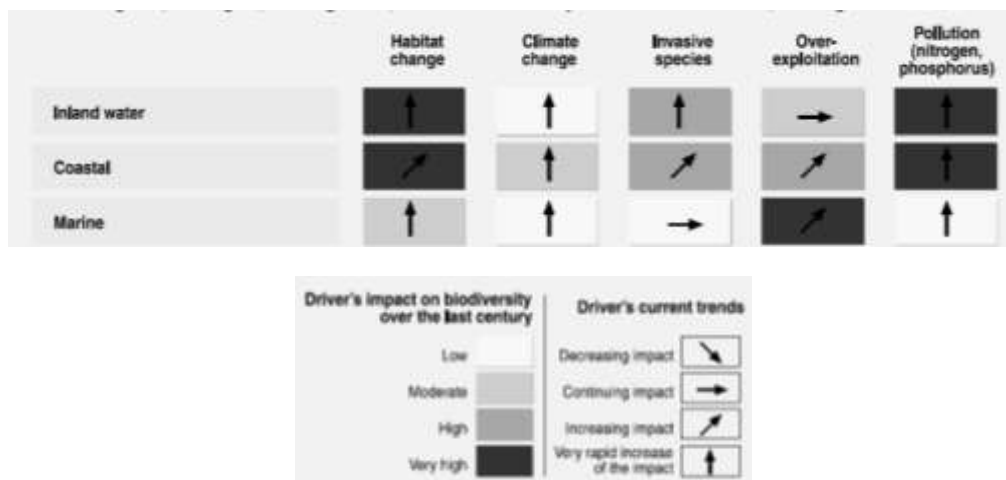 Habitat
change
Climate
change
Invasive
species
Over-
exploitation
Pollution
(nitrogen,
phosphorus)
Inland water
Coastal
Marine
Driver's impact on biodiversity
over the last century
Low
Moderate
High
Very high
Driver's current trends
Decreasing impact
Continuing impact
Increasing impact
Very rapid increase
of the impact